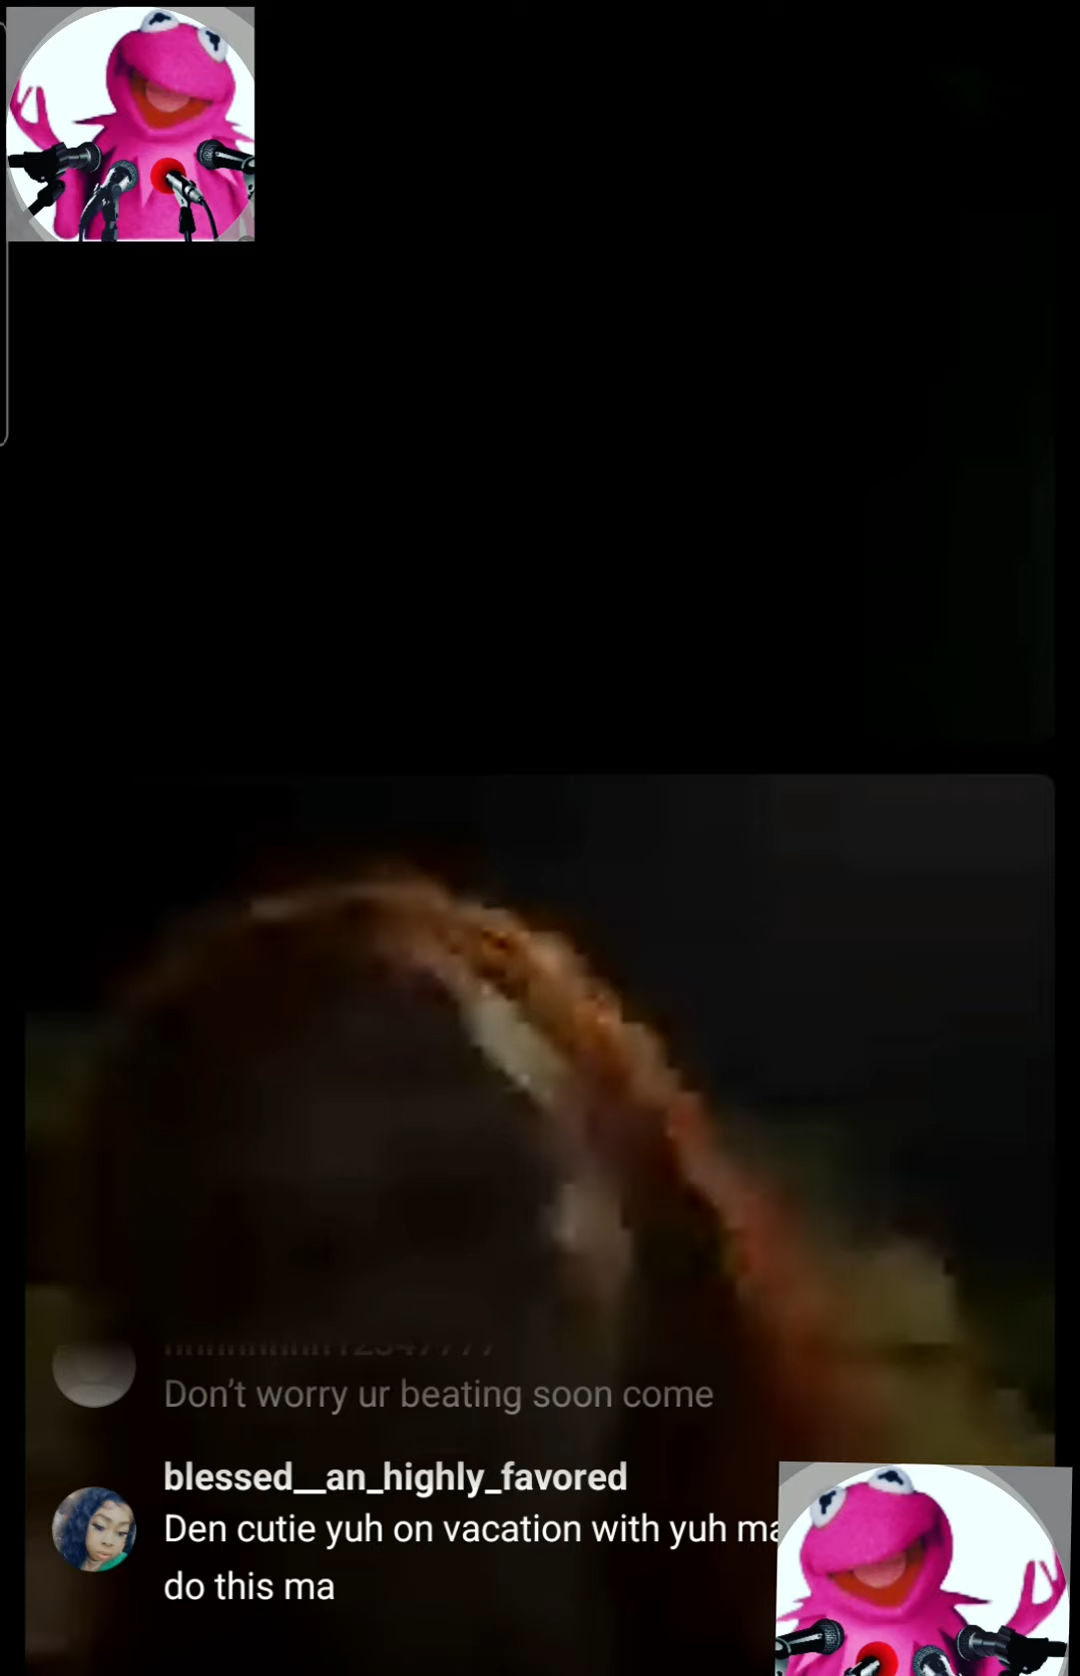 Don't worry ur beating soon come
blessed__an_highly_favored
Den cutie yuh on vacation with yuh ma
do this ma